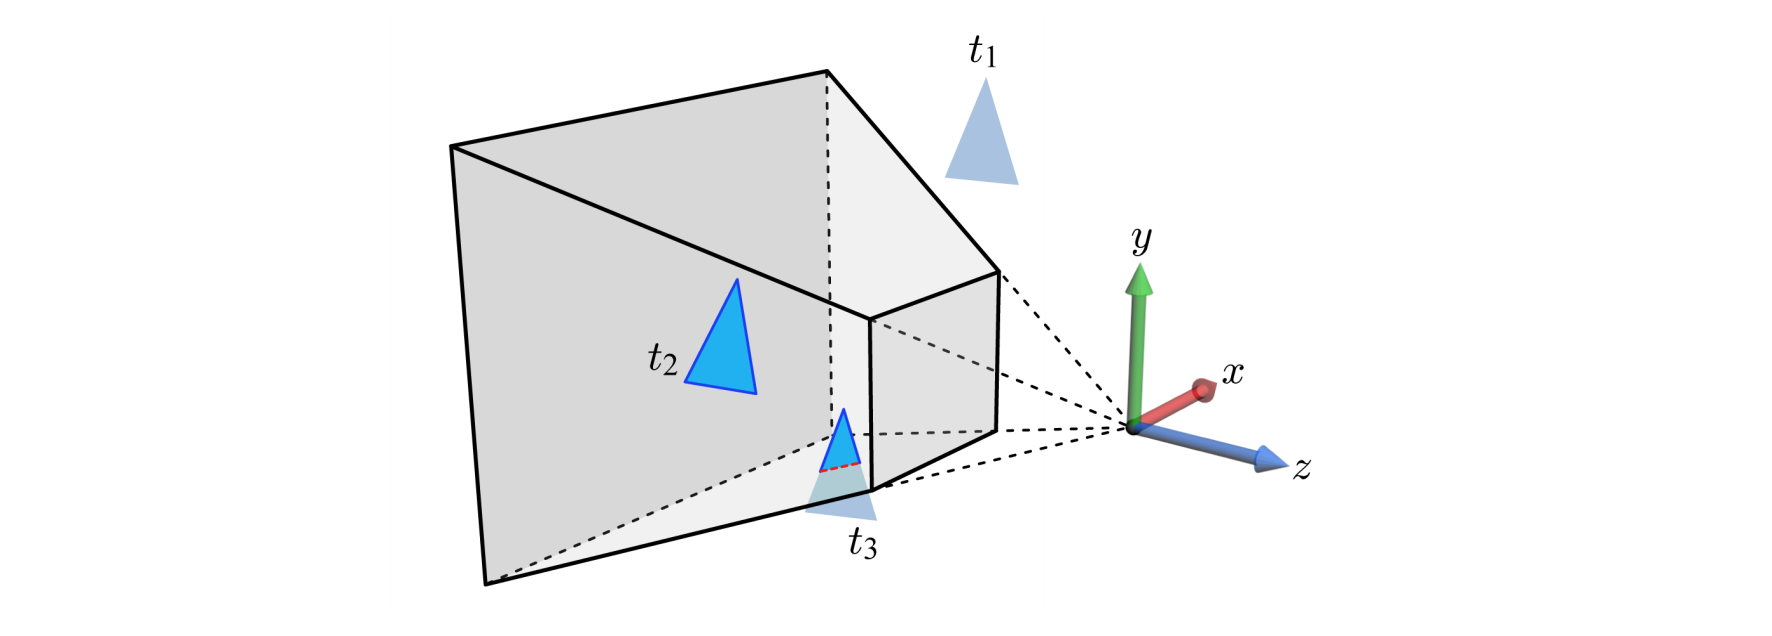 t₁
y
t₂
x
z
t₃